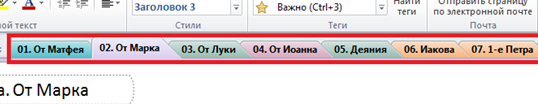 Заголовок 3
Важно (Ctrl+3)
Найти
теги
Отправить страницу
по электронной почте
ной текст
Стили
Теги
Почта
01. От Матфея
02. От Марка
03. От Луки
04. От Иоанна
05. Деяния
06. Иакова
07. 1-е Петра
а. От Марка